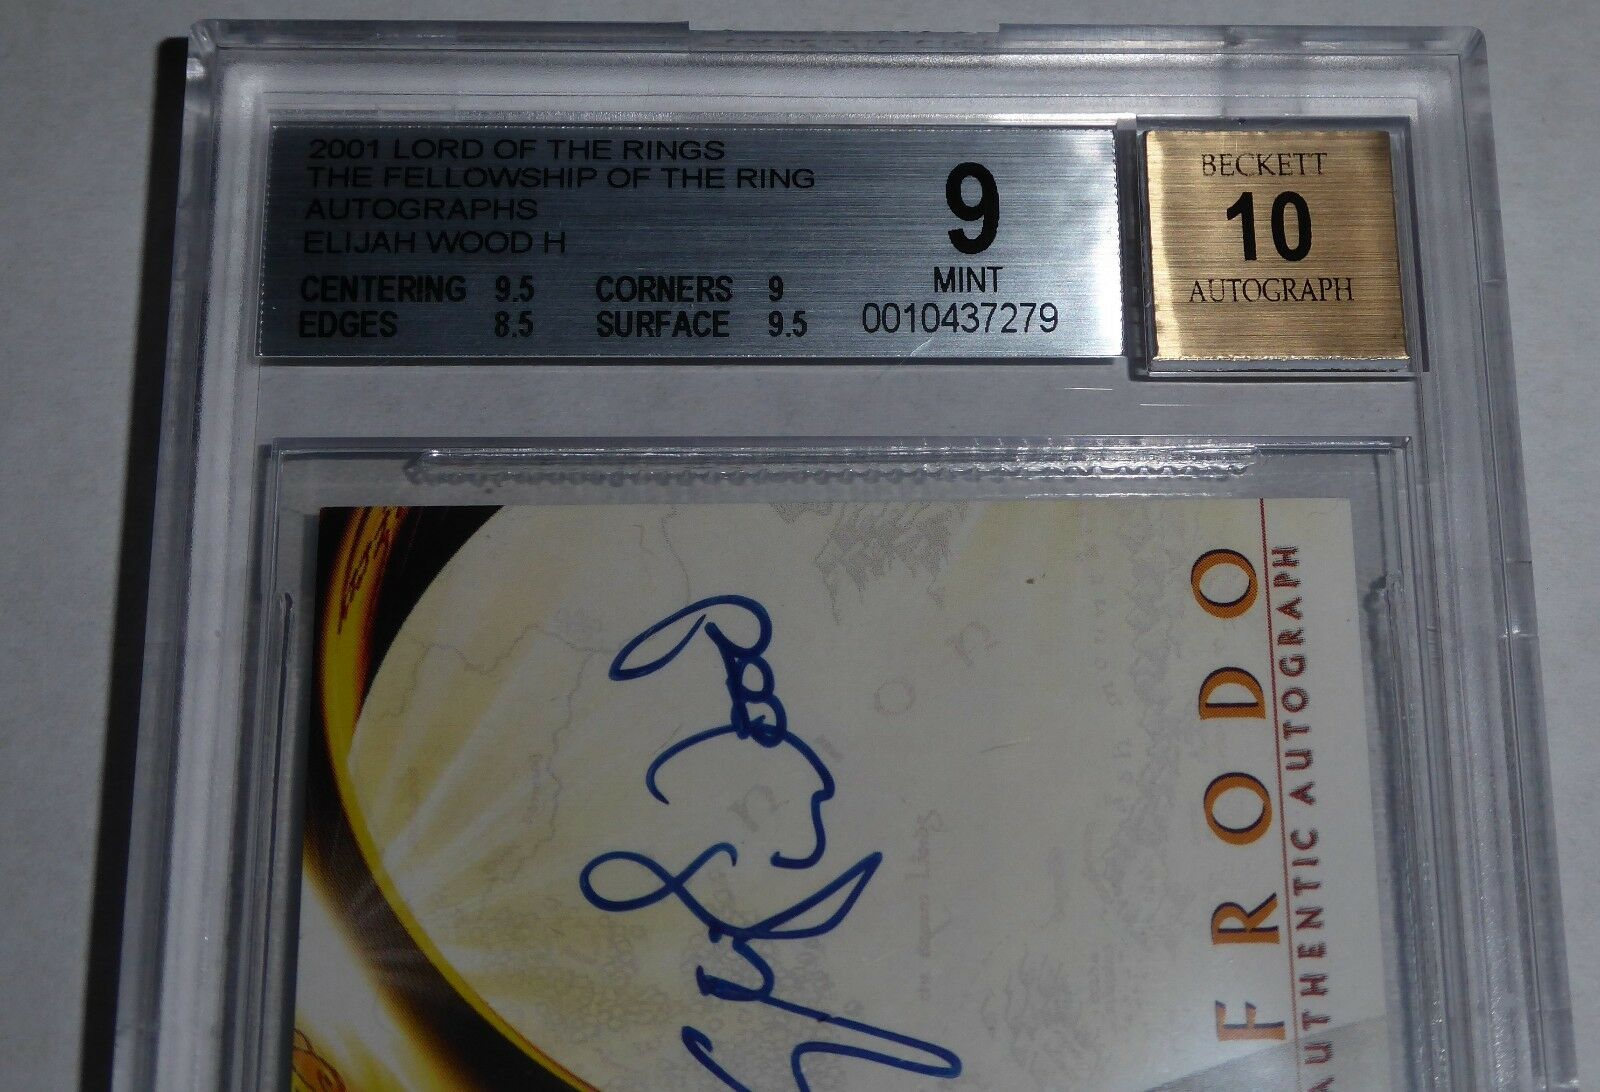 2001 LORD OF THE RINGS
THE FELLOWSHIP OF THE RING
AUTOGRAPHS
ELIJAH WOOD H
CENTERING 9.5 CORNERS 9
EDGES 8.5 SURFACE 9.5
9
MINT
0010437279
BECKETT
10
AUTOGRAPH
FRODO
AUTHENTIC AUTOGRAPH